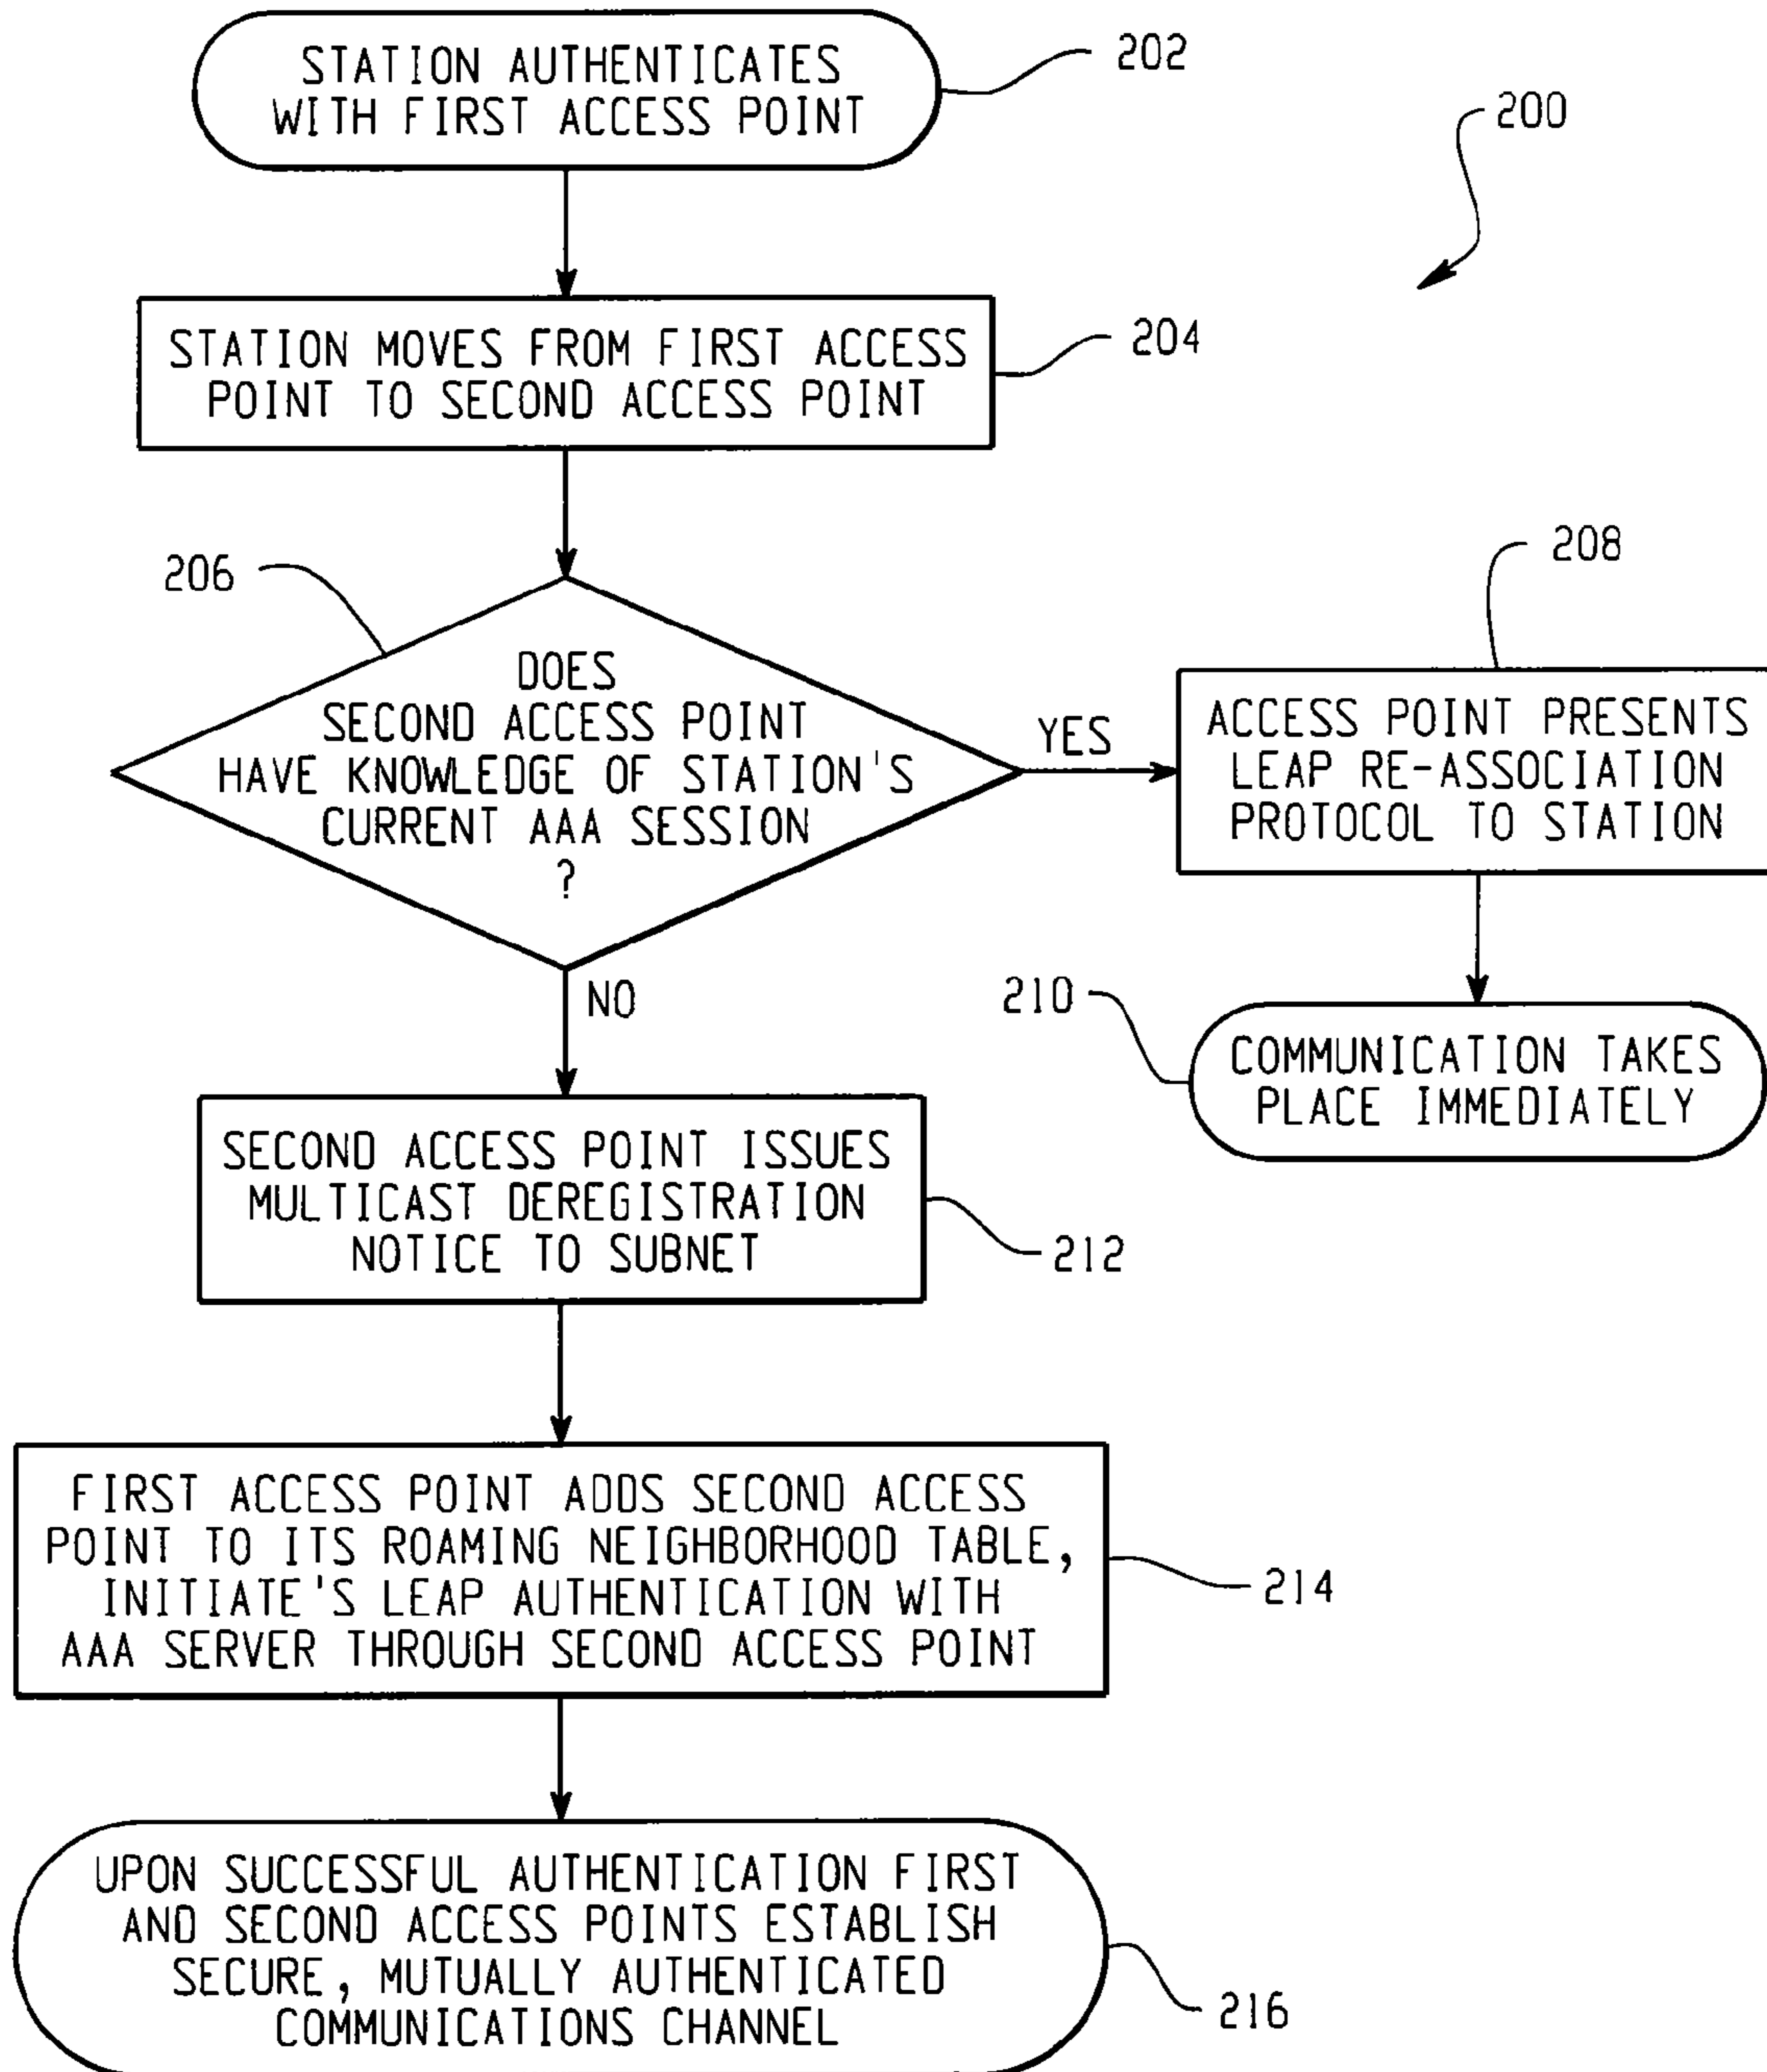 STATION AUTHENTICATES
WITH FIRST ACCESS POINT
202
200
STATION MOVES FROM FIRST ACCESS
POINT TO SECOND ACCESS POINT
204
206
DOES
SECOND ACCESS POINT
HAVE KNOWLEDGE OF STATION'S
CURRENT AAA SESSION
?
YES
208
ACCESS POINT PRESENTS
LEAP RE-ASSOCIATION
PROTOCOL TO STATION
NO
210
COMMUNICATION TAKES
PLACE IMMEDIATELY
SECOND ACCESS POINT ISSUES
MULTICAST DEREGISTRATION
NOTICE TO SUBNET
212
FIRST ACCESS POINT ADDS SECOND ACCESS
POINT TO ITS ROAMING NEIGHBORHOOD TABLE,
INITIATE'S LEAP AUTHENTICATION WITH
AAA SERVER THROUGH SECOND ACCESS POINT
214
UPON SUCCESSFUL AUTHENTICATION FIRST
AND SECOND ACCESS POINTS ESTABLISH
SECURE, MUTUALLY AUTHENTICATED
COMMUNICATIONS CHANNEL
216